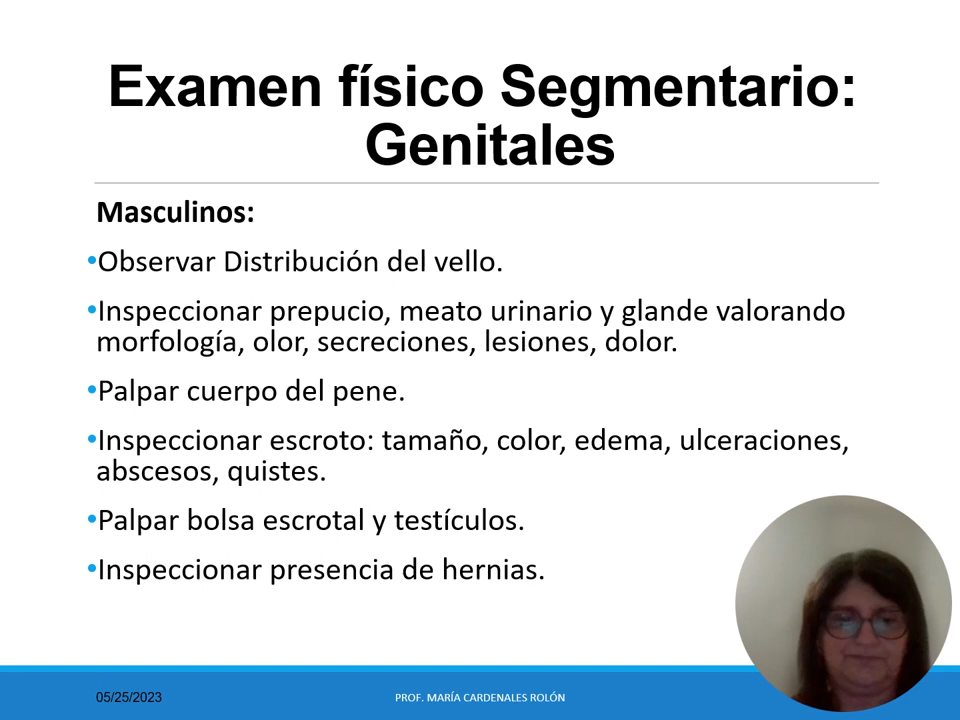 Examen físico Segmentario:
Genitales
Masculinos:
•Observar Distribución del vello.
•Inspeccionar prepucio, meato urinario y glande valorando
morfología, olor, secreciones, lesiones, dolor.
•Palpar cuerpo del pene.
•Inspeccionar escroto: tamaño, color, edema, ulceraciones,
abscesos, quistes.
•Palpar bolsa escrotal y testículos.
•Inspeccionar presencia de hernias.
05/25/2023
PROF. MARÍA CARDENALES ROLÓN